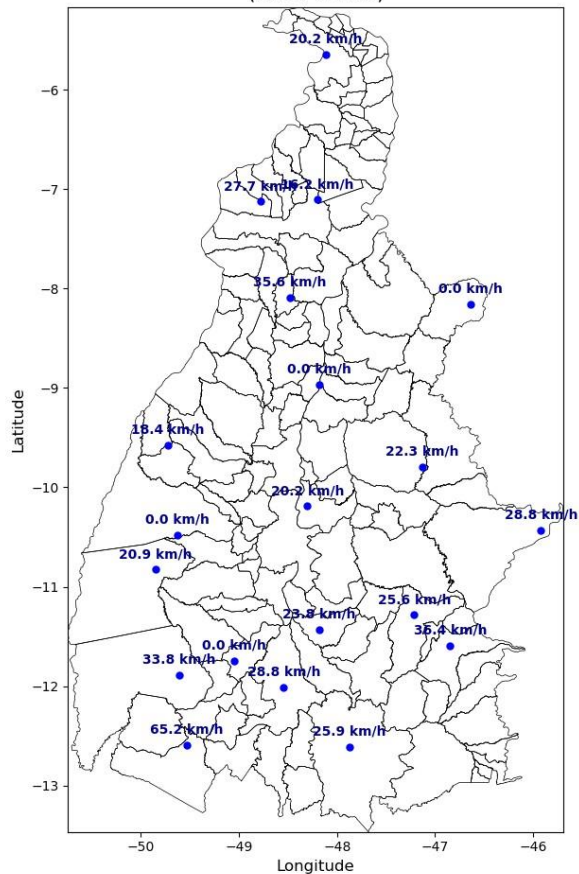 20.2 km/h
−6
−7
27.7 km/h
16.2 km/h
35.6 km/h
0.0 km/h
−8
0.0 km/h
−9
18.4 km/h
22.3 km/h
−10
20.2 km/h
0.0 km/h
28.8 km/h
20.9 km/h
−11
25.6 km/h
23.8 km/h
36.4 km/h
0.0 km/h
33.8 km/h
28.8 km/h
−12
65.2 km/h
25.9 km/h
−13
Latitude
−50
−49
−48
−47
−46
Longitude